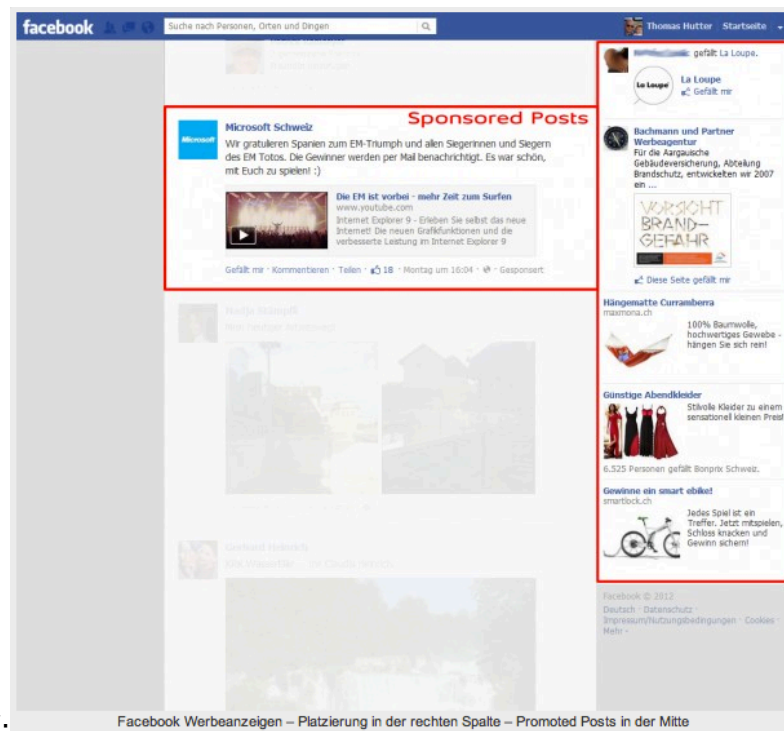 facebook
Suche nach Personen, Orten und Dingen
Thomas Hutter Startseite
Sponsored Posts
Microsoft
Microsoft Schweiz
Wir gratulieren Spanien zum EM-Triumph und allen Siegerinnen und Siegern
des EM Totos. Die Gewinner werden per Mail benachrichtigt. Es war schön,
mit Euch zu spielen! :)
Die EM ist vorbei - mehr Zeit zum Surfen
www.youtube.com
Internet Explorer 9 - Erleben Sie selbst das neue
Internet! Die neuen Grafikfunktionen und die
verbesserte Leistung im Internet Explorer 9
Gefällt mir · Kommentieren · Teilen · 18 · Montag um 16:04 · Gesponsert
gefällt La Loupe.
La Loupe
La Loupe
Gefällt mir
Bachmann und Partner
Werbeagentur
Für die Aargauische
Gebäudeversicherung, Abteilung
Brandschutz, entwickelten wir 2007
ein ...
VORSICHT
BRAND-
GEFAHR
Diese Seite gefällt mir
Hängematte Curramberra
maxmona.ch
100% Baumwolle,
hochwertiges Gewebe -
hängen Sie sich rein!
Günstige Abendkleider
Stilvolle Kleider zu einem
sensationell kleinen Preis!
6.525 Personen gefällt Bonprix Schweiz.
Gewinne ein smart ebike!
smartlock.ch
Jedes Spiel ist ein
Treffer. Jetzt mitspielen,
Schloss knacken und
Gewinn sichern!
Facebook © 2012
Deutsch · Datenschutz ·
Impressum/Nutzungsbedingungen · Cookies ·
Mehr
.
Facebook Werbeanzeigen – Platzierung in der rechten Spalte – Promoted Posts in der Mitte